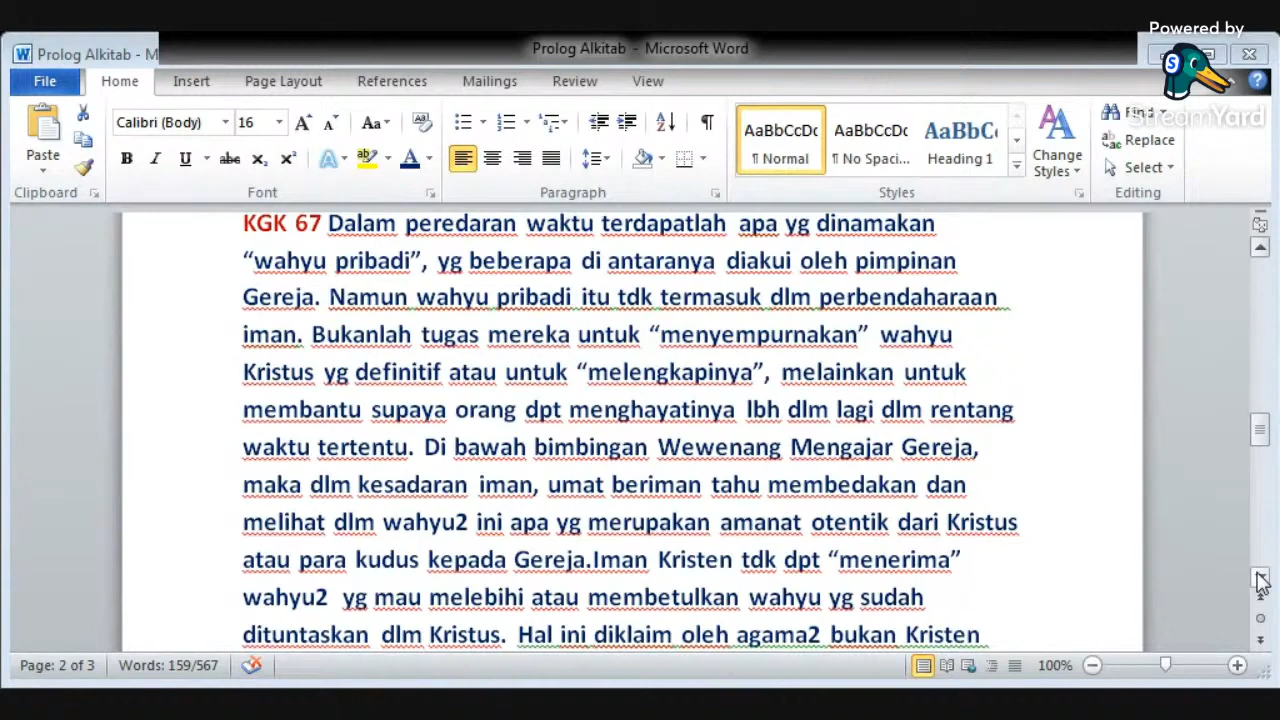 Powered by
StreamYard
Prolog Alkitab - M
Prolog Alkitab - Microsoft Word
File Home Insert Page Layout References Mailings Review View
Calibri (Body) 16
AaBbCcDc AaBbCcDc AaBbC
¶ Normal ¶ No Spaci... Heading 1
Paste
Change
Styles
Find
Replace
Select
Clipboard Font Paragraph Styles Editing
KGK 67 Dalam peredaran waktu terdapatlah apa yg dinamakan
“wahyu pribadi”, yg beberapa di antaranya diakui oleh pimpinan
Gereja. Namun wahyu pribadi itu tdk termasuk dlm perbendaharaan
iman. Bukanlah tugas mereka untuk “menyempurnakan” wahyu
Kristus yg definitif atau untuk “melengkapinya”, melainkan untuk
membantu supaya orang dpt menghayatinya lbh dlm lagi dlm rentang
waktu tertentu. Di bawah bimbingan Wewenang Mengajar Gereja,
maka dlm kesadaran iman, umat beriman tahu membedakan dan
melihat dlm wahyu2 ini apa yg merupakan amanat otentik dari Kristus
atau para kudus kepada Gereja.Iman Kristen tdk dpt “menerima”
wahyu2 yg mau melebihi atau membetulkan wahyu yg sudah
dituntaskan dlm Kristus. Hal ini diklaim oleh agama2 bukan Kristen
Page: 2 of 3 Words: 159/567 100%